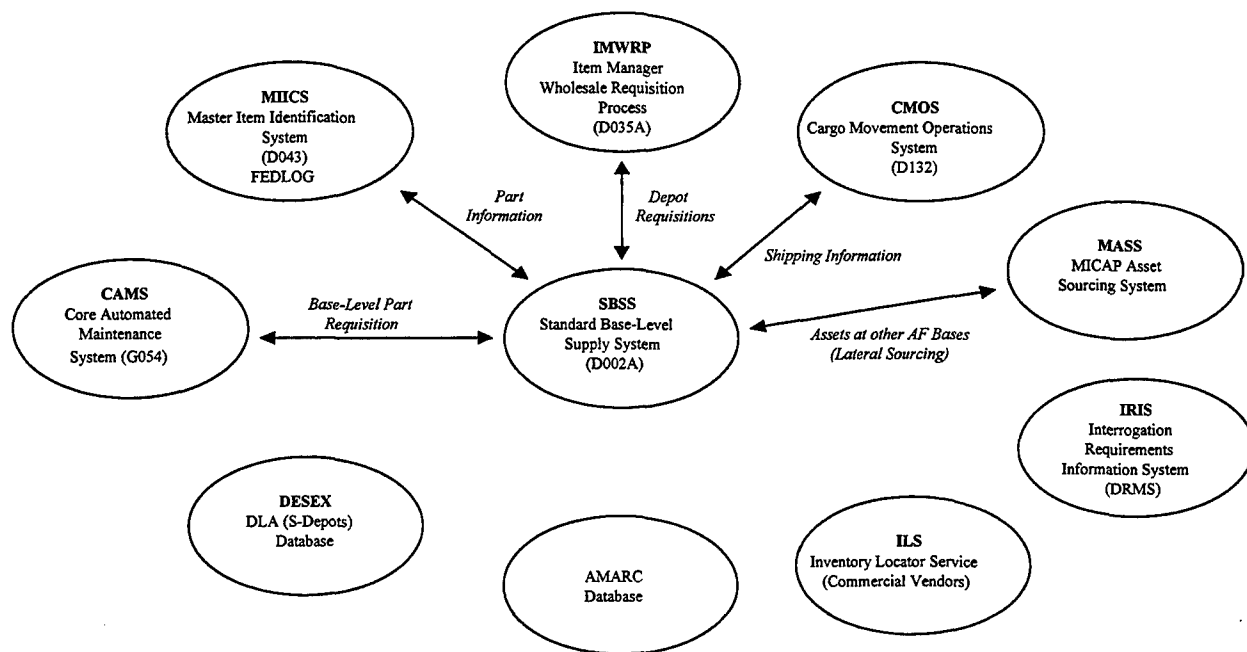 IMWRP
Item Manager
Wholesale Requisition
Process
(D035A)
MIICS
Master Item Identification
System
(D043)
FEDLOG
CMOS
Cargo Movement Operations
System
(D132)
Part
Information
Depot
Requisitions
Shipping Information
MASS
MICAP Asset
Sourcing System
CAMS
Core Automated
Maintenance
System (G054)
Base-Level Part
Requisition
SBSS
Standard Base-Level
Supply System
(D002A)
Assets at other AF Bases
(Lateral Sourcing)
IRIS
Interrogation
Requirements
Information System
(DRMS)
DESEX
DLA (S-Depots)
Database
AMARC
Database
ILS
Inventory Locator Service
(Commercial Vendors)